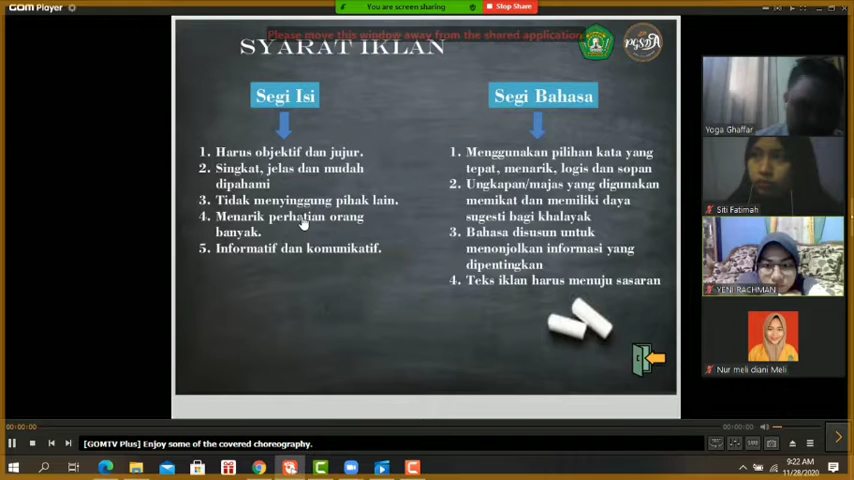 GOM Player
You are screen sharing
Stop Share
Please move this window away from the shared application
SYARAT IKLAN
PGSD
Segi Isi
1. Harus objektif dan jujur.
2. Singkat, jelas dan mudah
dipahami
3. Tidak menyinggung pihak lain.
4. Menarik perhatian orang
banyak.
5. Informatif dan komunikatif.
Segi Bahasa
1. Menggunakan pilihan kata yang
tepat, menarik, logis dan sopan
2. Ungkapan/majas yang digunakan
memikat dan memiliki daya
sugesti bagi khalayak
3. Bahasa disusun untuk
menonjolkan informasi yang
dipentingkan
4. Teks iklan harus menuju sasaran
Yoga Ghaffar
Siti Fatimah
YENI RACHMAN
Nur meli diani Meli
00:00:00
00:00:00
[GOMTV Plus] Enjoy some of the covered choreography.
9:22 AM
11/28/2020